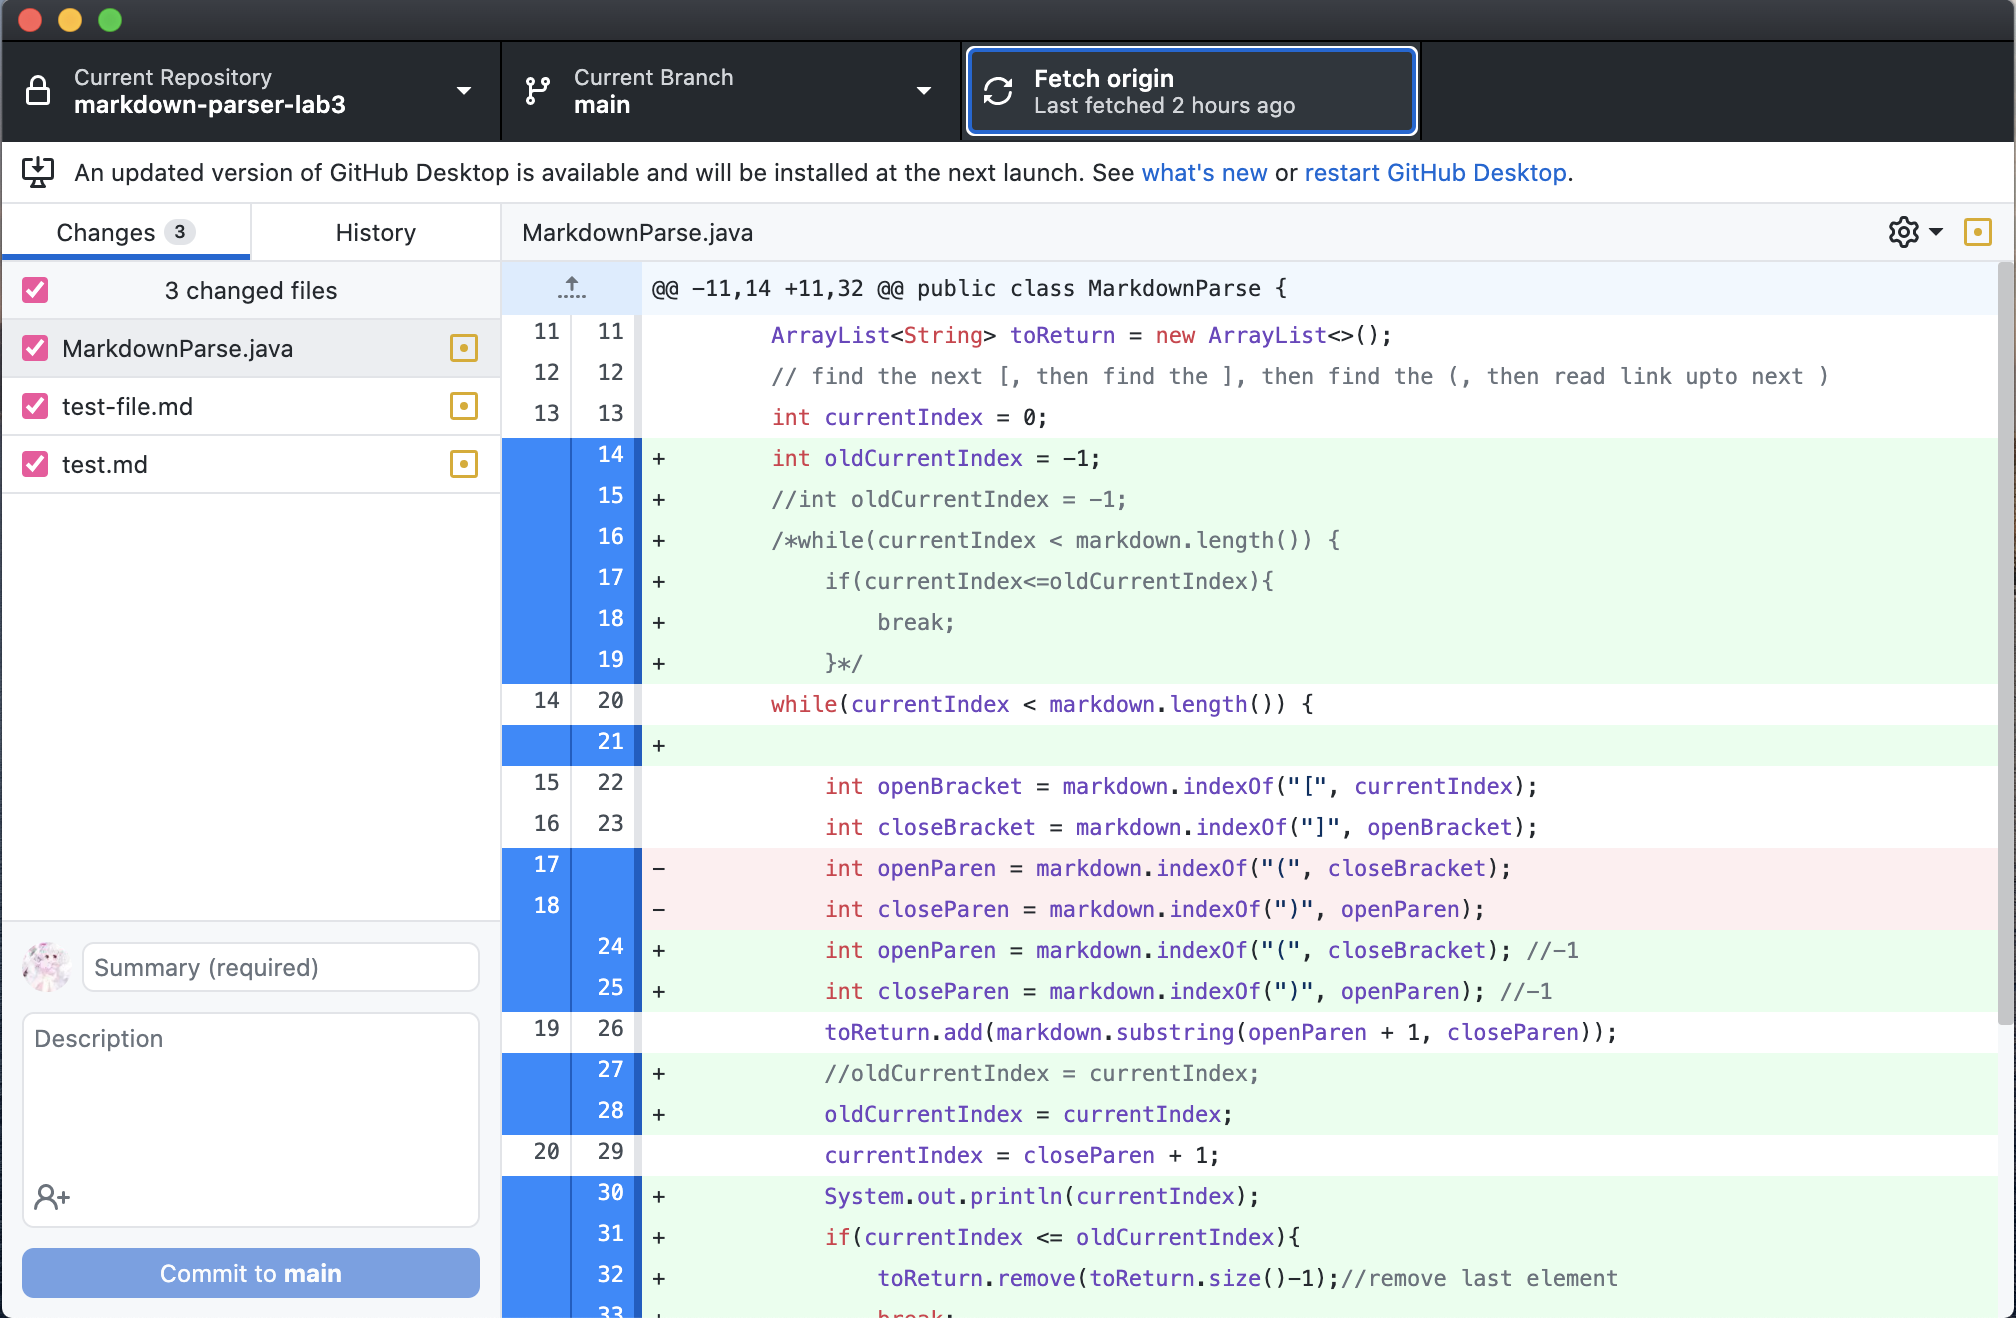 Current Repository
markdown-parser-lab3
Current Branch
main
Fetch origin
Last fetched 2 hours ago
An updated version of GitHub Desktop is available and will be installed at the next launch. See what's new or restart GitHub Desktop.
Changes 3
History
3 changed files
MarkdownParse.java
test-file.md
test.md
Summary (required)
Description
Commit to main
MarkdownParse.java
@@ -11,14 +11,32 @@ public class MarkdownParse {
11 11 ArrayList<String> toReturn = new ArrayList<>();
12 12 // find the next [, then find the ], then find the (, then read link upto next )
13 13 int currentIndex = 0;
14 + int oldCurrentIndex = -1;
15 + //int oldCurrentIndex = -1;
16 + /*while(currentIndex < markdown.length()) {
17 + if(currentIndex<=oldCurrentIndex){
18 + break;
19 + }*/
14 20 while(currentIndex < markdown.length()) {
21 +
15 22 int openBracket = markdown.indexOf("[", currentIndex);
16 23 int closeBracket = markdown.indexOf("]", openBracket);
17 - int openParen = markdown.indexOf("(", closeBracket);
18 - int closeParen = markdown.indexOf(")", openParen);
24 + int openParen = markdown.indexOf("(", closeBracket); //-1
25 + int closeParen = markdown.indexOf(")", openParen); //-1
19 26 toReturn.add(markdown.substring(openParen + 1, closeParen));
27 + //oldCurrentIndex = currentIndex;
28 + oldCurrentIndex = currentIndex;
20 29 currentIndex = closeParen + 1;
30 + System.out.println(currentIndex);
31 + if(currentIndex <= oldCurrentIndex){
32 + toReturn.remove(toReturn.size()-1);//remove last element
33 + break;